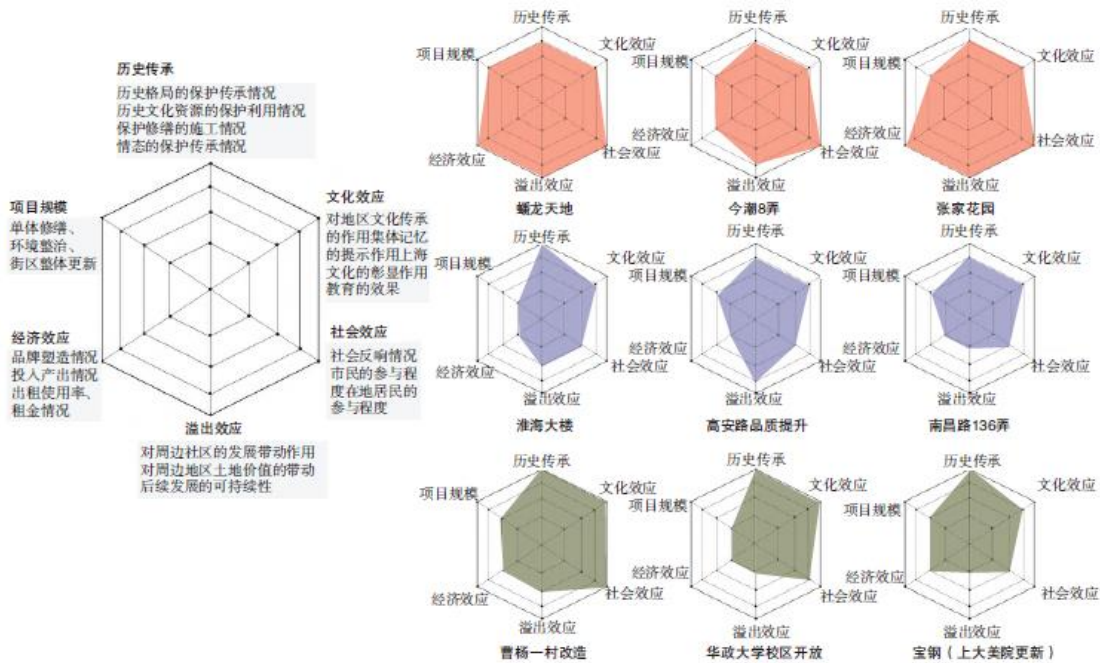 历史传承
历史格局的保护传承情况
历史文化资源的保护利用情况
保护修缮的施工情况
情态的保护传承情况
项目规模
单体修缮、
环境整治、
街区整体更新
文化效应
对地区文化传承
的作用集体记忆
的提示作用上海
文化的彰显作用
教育的效果
经济效应
品牌塑造情况
投入产出情况
出租使用率、
租金情况
社会效应
社会反响情况
市民的参与程
度在地居民的
参与程度
溢出效应
对周边社区的发展带动作用
对周边地区土地价值的带动
后续发展的可持续性
历史传承
文化效应
项目规模
经济效应
社会效应
溢出效应
蟠龙天地
历史传承
文化效应
项目规模
经济效应
社会效应
溢出效应
今潮8弄
历史传承
文化效应
项目规模
经济效应
社会效应
溢出效应
张家花园
历史传承
文化效应
项目规模
经济效应
社会效应
溢出效应
淮海大楼
历史传承
文化效应
项目规模
经济效应
社会效应
溢出效应
高安路品质提升
历史传承
文化效应
项目规模
经济效应
社会效应
溢出效应
南昌路136弄
历史传承
文化效应
项目规模
经济效应
社会效应
溢出效应
曹杨一村改造
历史传承
文化效应
项目规模
经济效应
社会效应
溢出效应
华政大学校区开放
历史传承
文化效应
项目规模
经济效应
社会效应
溢出效应
宝钢（上大美院更新）